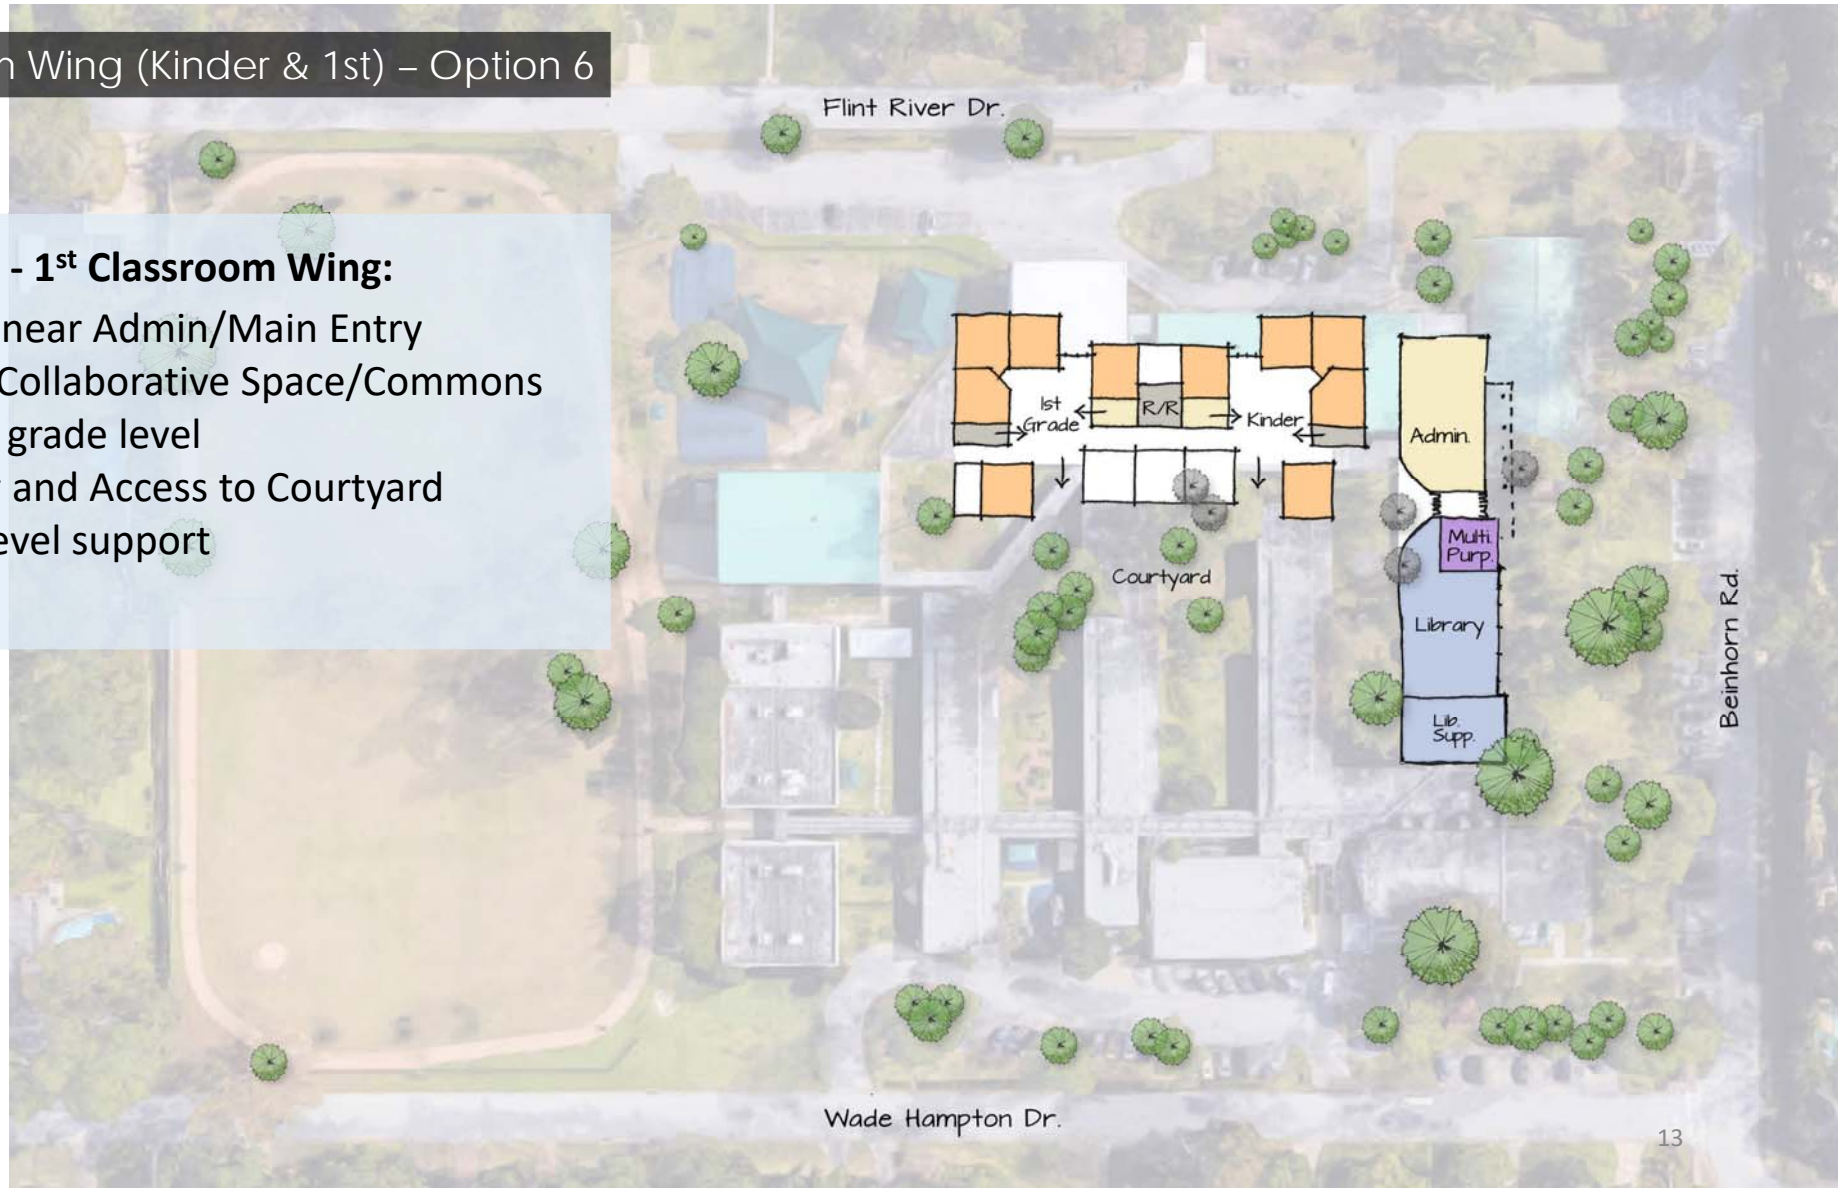 Wing (Kinder & 1st) – Option 6
Flint River Dr.
- 1st Classroom Wing:
near Admin/Main Entry
Collaborative Space/Commons
grade level
and Access to Courtyard
level support
1st
Grade
R/R
Kinder
Admin.
Multi.
Purp.
Courtyard
Library
Lib.
Supp.
Beinhorn Rd.
Wade Hampton Dr.
13